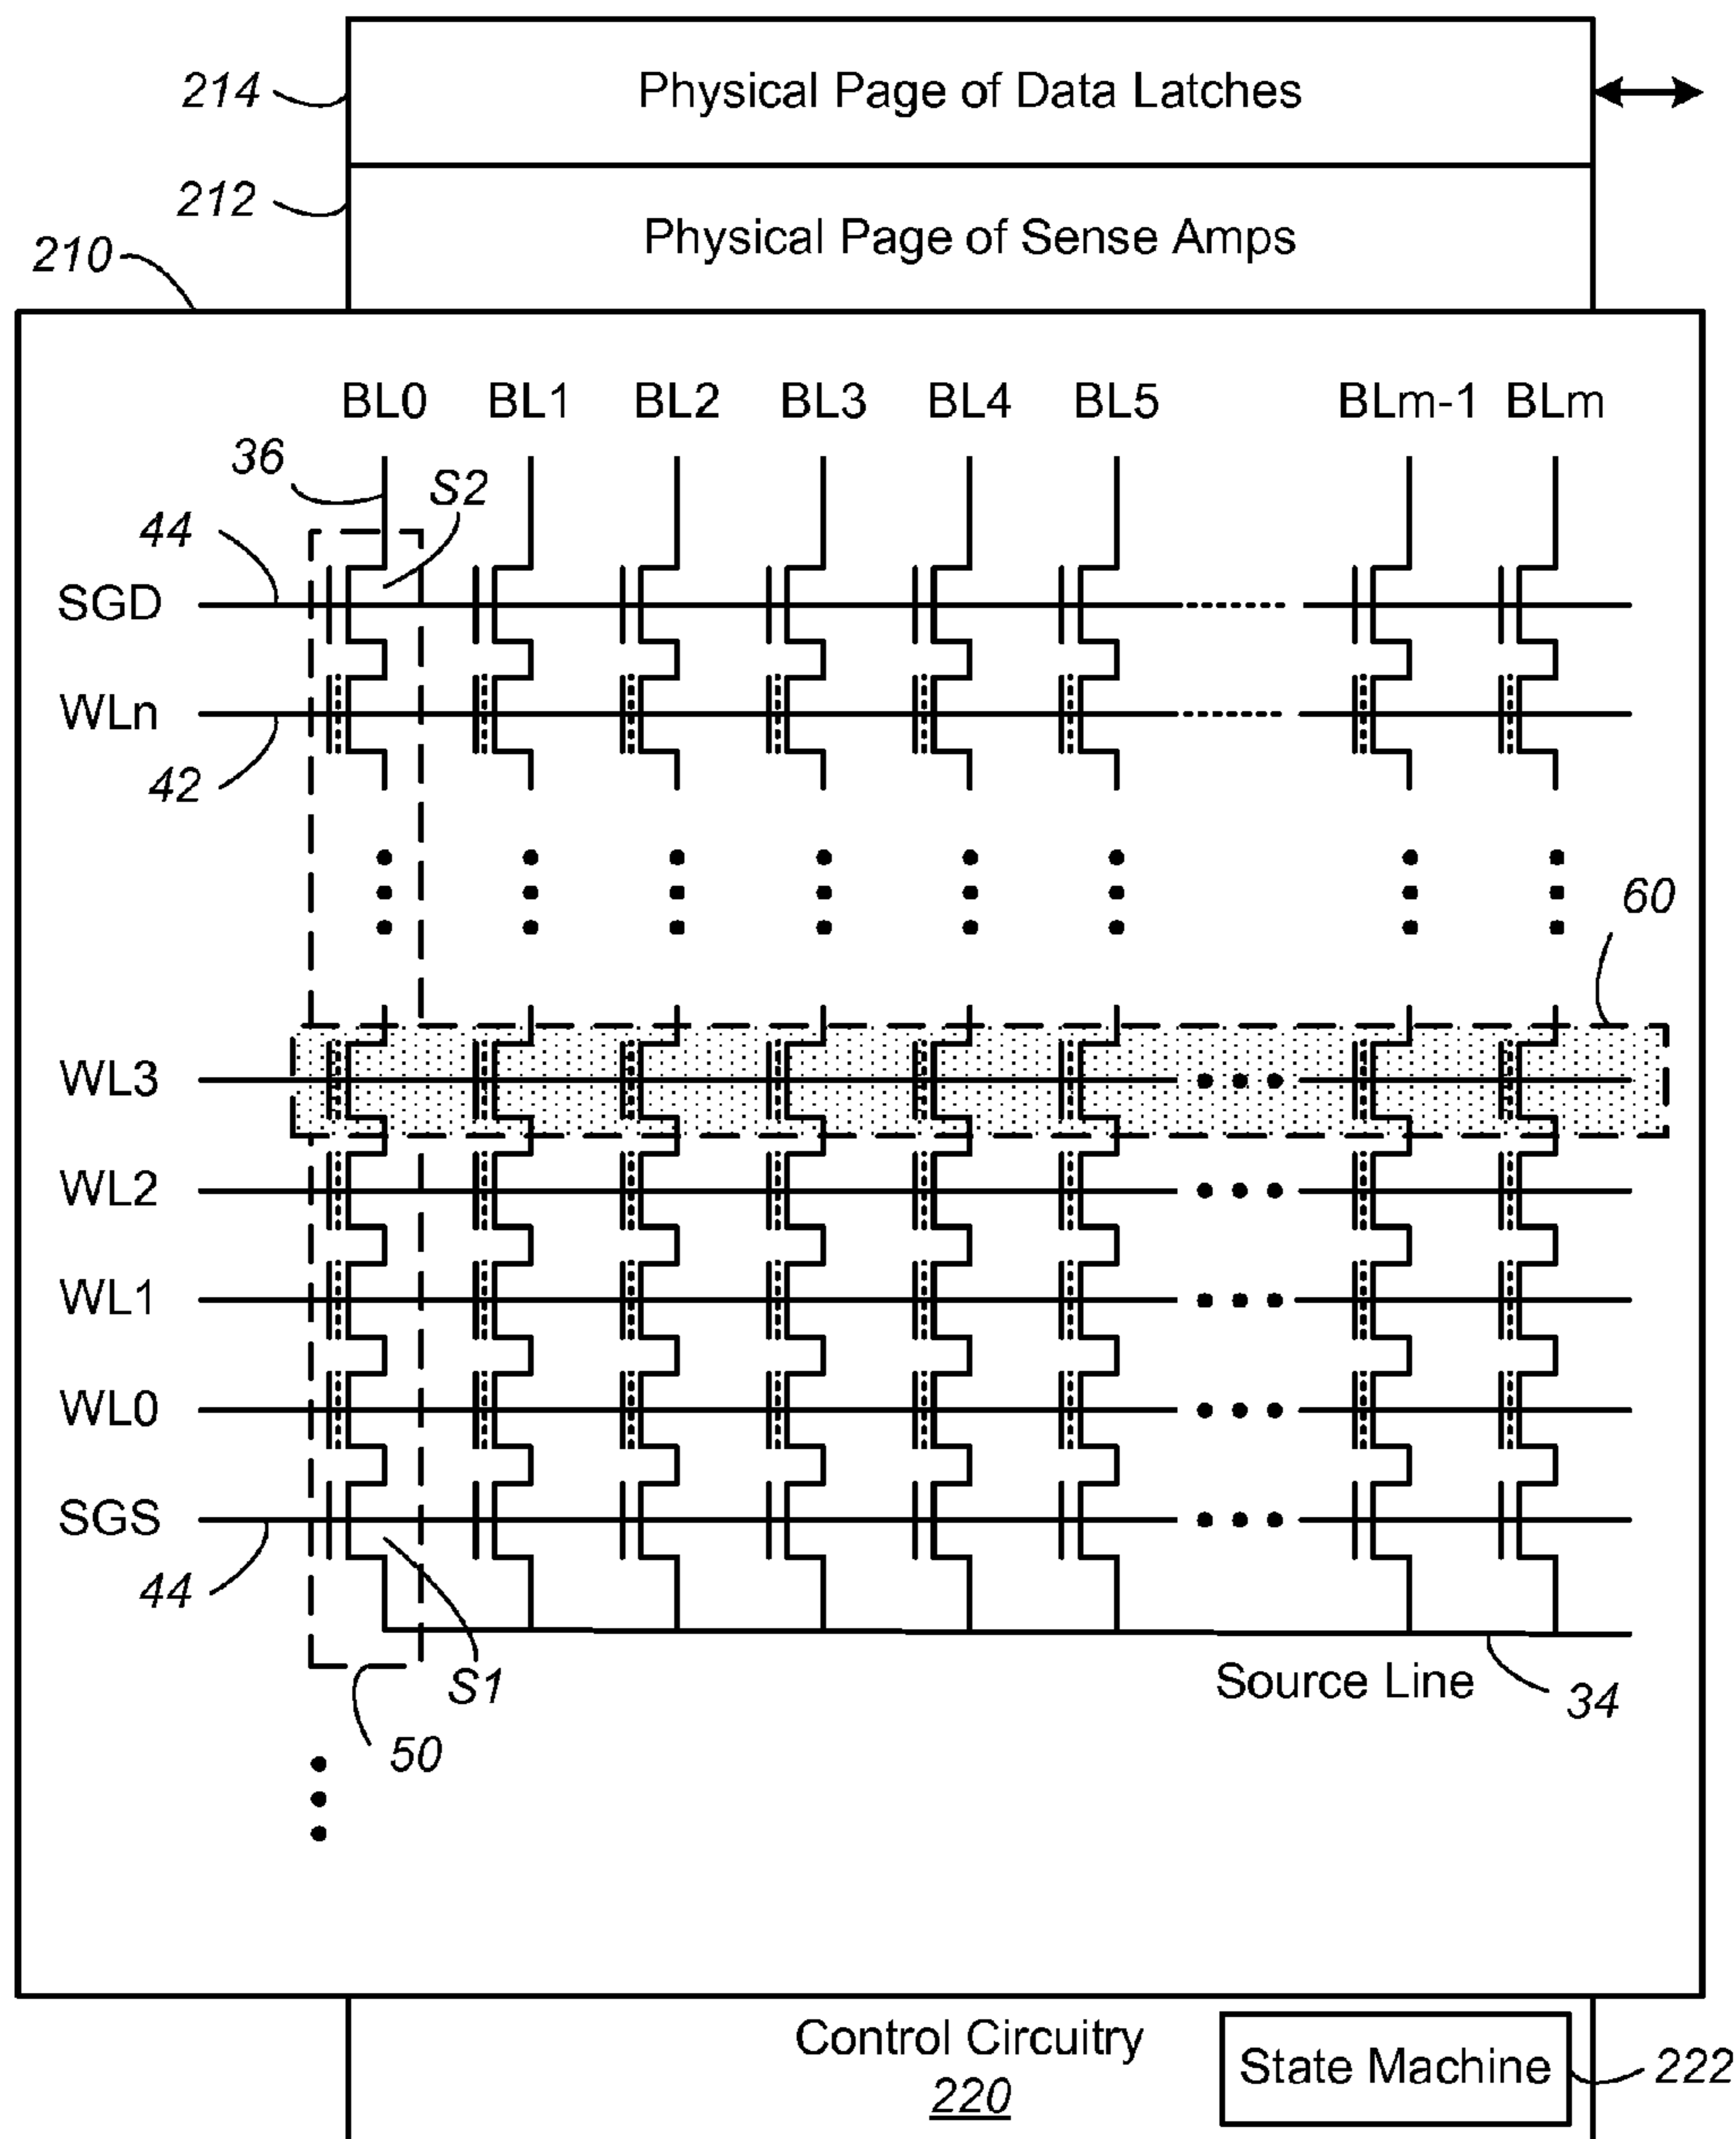 214
Physical Page of Data Latches
212
Physical Page of Sense Amps
210
BL0 BL1 BL2 BL3 BL4 BL5 BLm-1 BLm
36
S2
44
SGD
WLn
42
60
WL3
WL2
WL1
WL0
SGS
44
S1
Source Line
34
50
Control Circuitry
220
State Machine
222